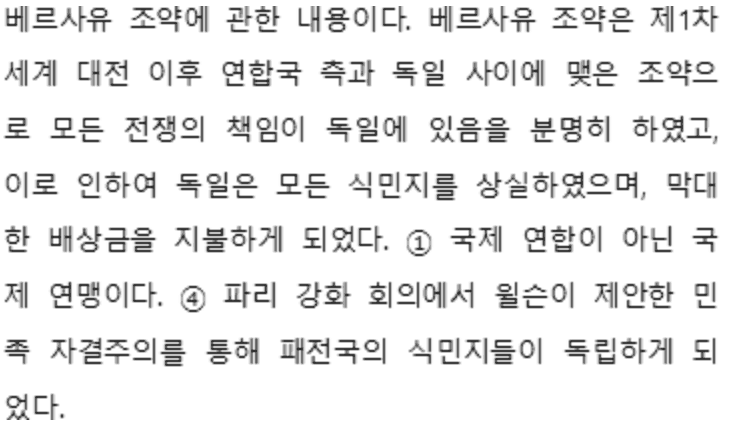 베르사유 조약에 관한 내용이다. 베르사유 조약은 제1차
세계 대전 이후 연합국 측과 독일 사이에 맺은 조약으
로 모든 전쟁의 책임이 독일에 있음을 분명히 하였고,
이로 인하여 독일은 모든 식민지를 상실하였으며, 막대
한 배상금을 지불하게 되었다. ① 국제 연합이 아닌 국
제 연맹이다. ④ 파리 강화 회의에서 윌슨이 제안한 민
족 자결주의를 통해 패전국의 식민지들이 독립하게 되
었다.